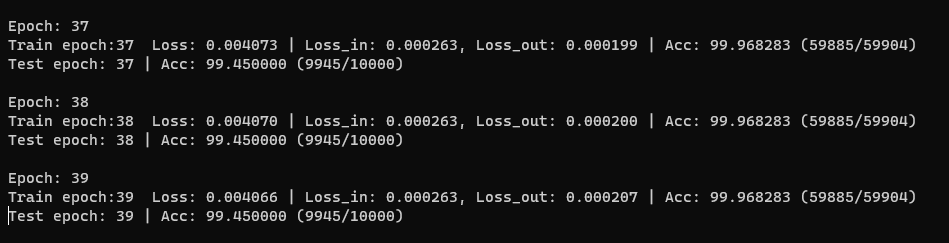 Epoch: 37
Train epoch:37  Loss: 0.004073 | Loss_in: 0.000263, Loss_out: 0.000199 | Acc: 99.968283 (59885/59904)
Test epoch: 37 | Acc: 99.450000 (9945/10000)
Epoch: 38
Train epoch:38  Loss: 0.004070 | Loss_in: 0.000263, Loss_out: 0.000200 | Acc: 99.968283 (59885/59904)
Test epoch: 38 | Acc: 99.450000 (9945/10000)
Epoch: 39
Train epoch:39  Loss: 0.004066 | Loss_in: 0.000263, Loss_out: 0.000207 | Acc: 99.968283 (59885/59904)
Test epoch: 39 | Acc: 99.450000 (9945/10000)